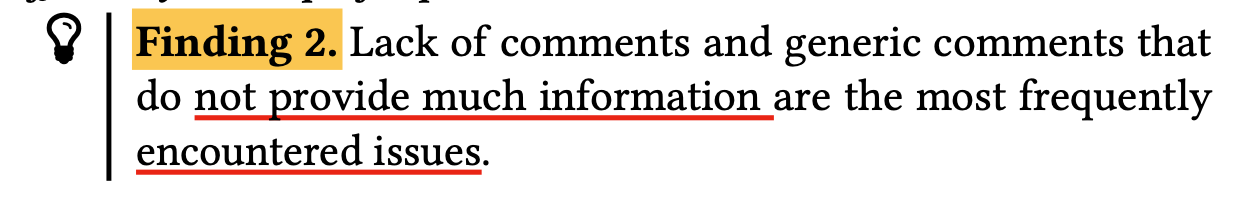 Finding 2. Lack of comments and generic comments that
do not provide much information are the most frequently
encountered issues.